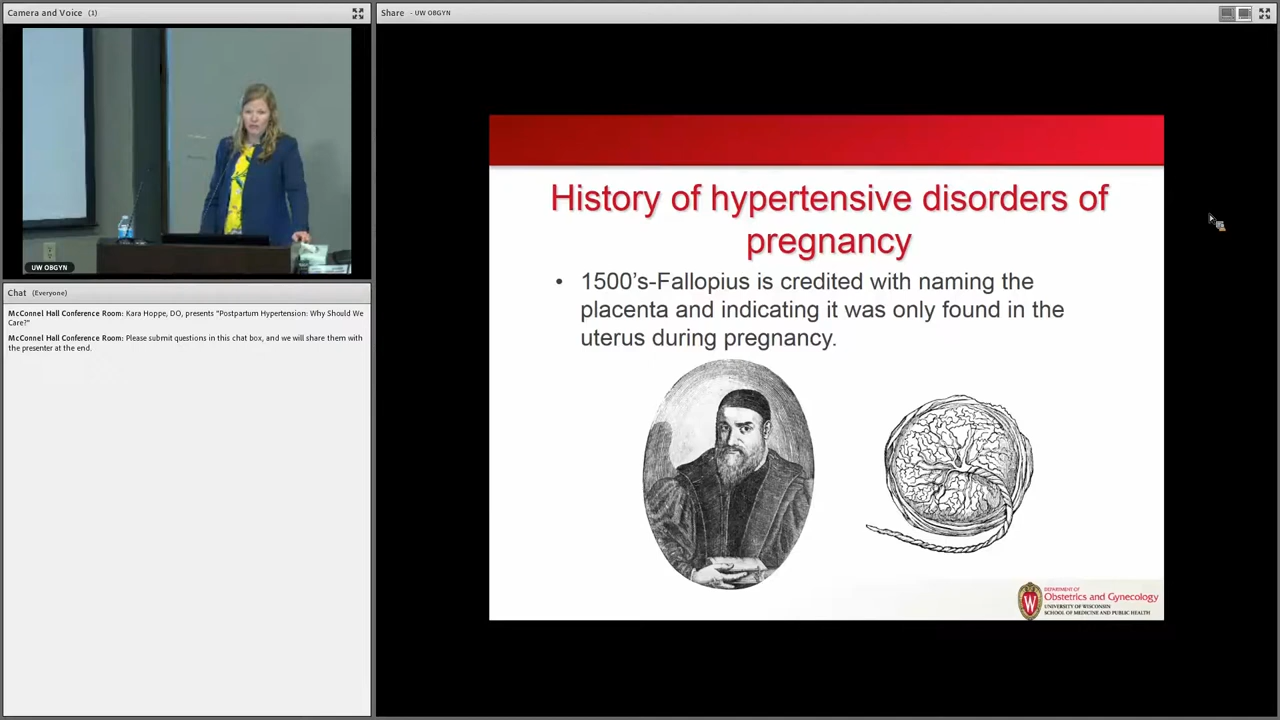 Camera and Voice (1)
UW OBGYN
Chat (Everyone)
McConnel Hall Conference Room: Kara Hoppe, DO, presents "Postpartum Hypertension: Why Should We
Care?"
McConnel Hall Conference Room: Please submit questions in this chat box, and we will share them with
the presenter at the end.
Share - UW OBGYN
History of hypertensive disorders of
pregnancy
• 1500's-Fallopius is credited with naming the
placenta and indicating it was only found in the
uterus during pregnancy.
W
DEPARTMENT OF
Obstetrics and Gynecology
UNIVERSITY OF WISCONSIN
SCHOOL OF MEDICINE AND PUBLIC HEALTH